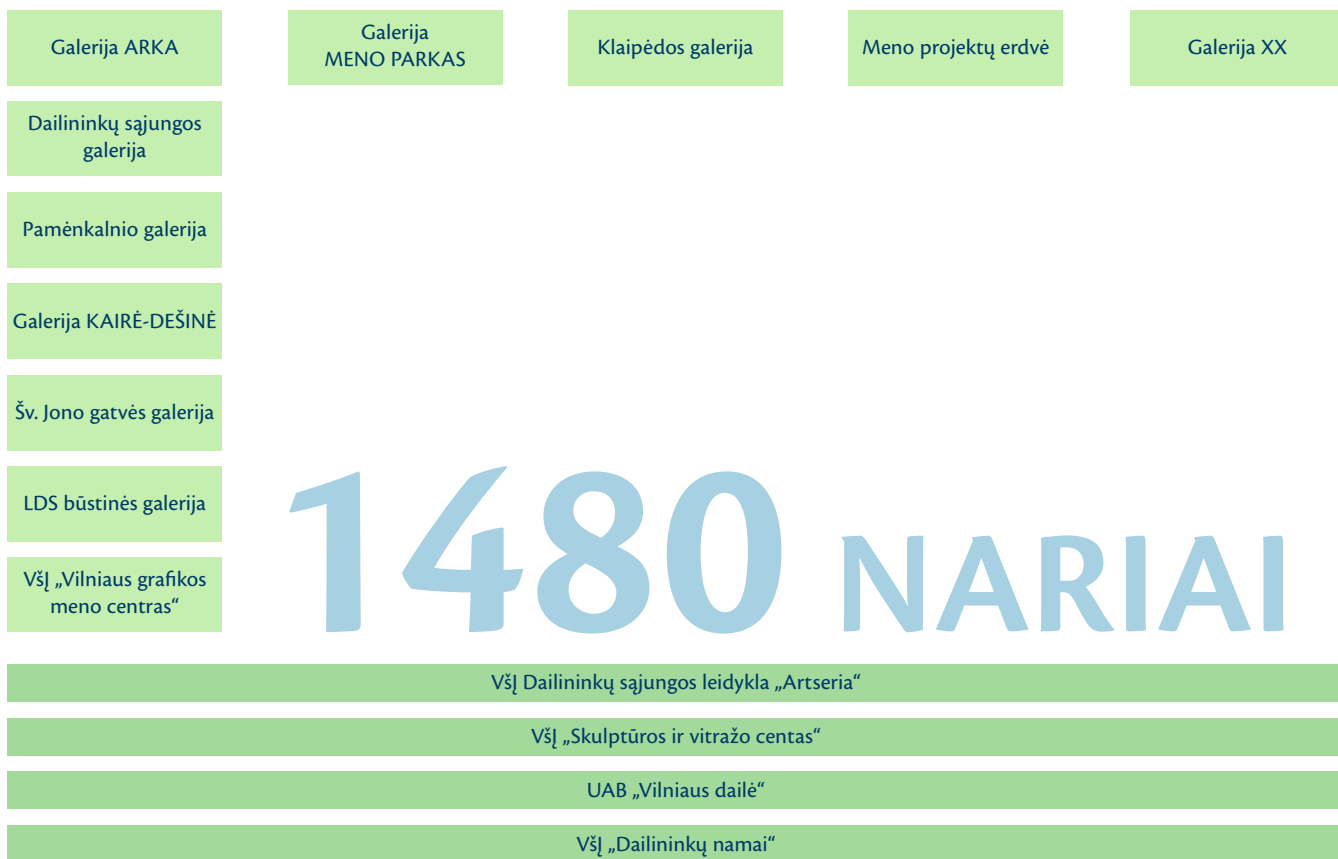 Galerija ARKA
Galerija
MENO PARKAS
Klaipėdos galerija
Meno projektų erdvė
Galerija XX
Dailininkų sąjungos
galerija
Pamėnkalnio galerija
Galerija KAIRĖ-DEŠINĖ
Šv. Jono gatvės galerija
LDS būstinės galerija
VšĮ „Vilniaus grafikos
meno centras“
1480 NARIAI
VšĮ Dailininkų sąjungos leidykla „Artseria“
VšĮ „Skulptūros ir vitražo centas“
UAB „Vilniaus dailė“
VšĮ „Dailininkų namai“